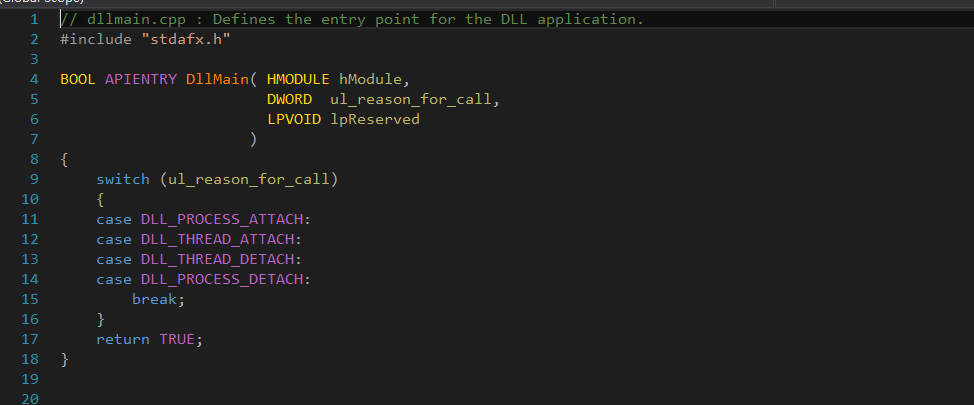 1 // dllmain.cpp : Defines the entry point for the DLL application.
2 #include "stdafx.h"
3
4 BOOL APIENTRY DllMain( HMODULE hModule,
5                        DWORD  ul_reason_for_call,
6                        LPVOID lpReserved
7                      )
8 {
9     switch (ul_reason_for_call)
10     {
11     case DLL_PROCESS_ATTACH:
12     case DLL_THREAD_ATTACH:
13     case DLL_THREAD_DETACH:
14     case DLL_PROCESS_DETACH:
15         break;
16     }
17     return TRUE;
18 }
19
20